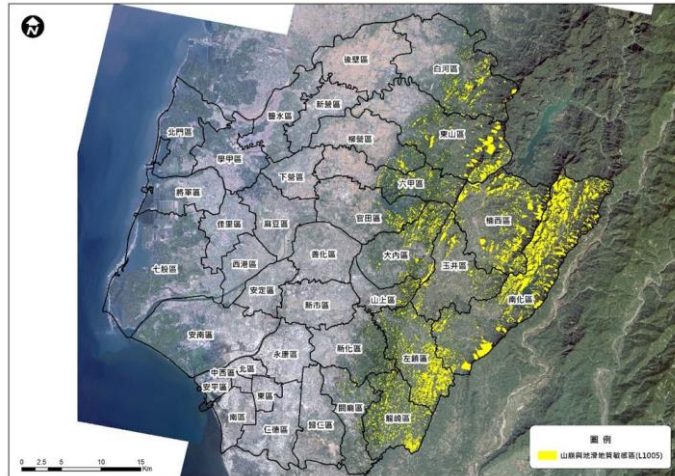 N
後壁區
白河區
新營區
鹽水區
北門區
柳營區
東山區
學甲區
下營區
六甲區
將軍區
官田區
楠西區
佳里區
麻豆區
大內區
玉井區
七股區
西港區
善化區
安定區
山上區
南化區
新市區
安南區
永康區
新化區
左鎮區
中西區
北區
安平區
東區
關廟區
龍崎區
南區
歸仁區
仁德區
圖 例
山崩與地滑地質敏感區(L1005)
0 2.5 5 10 15
Km